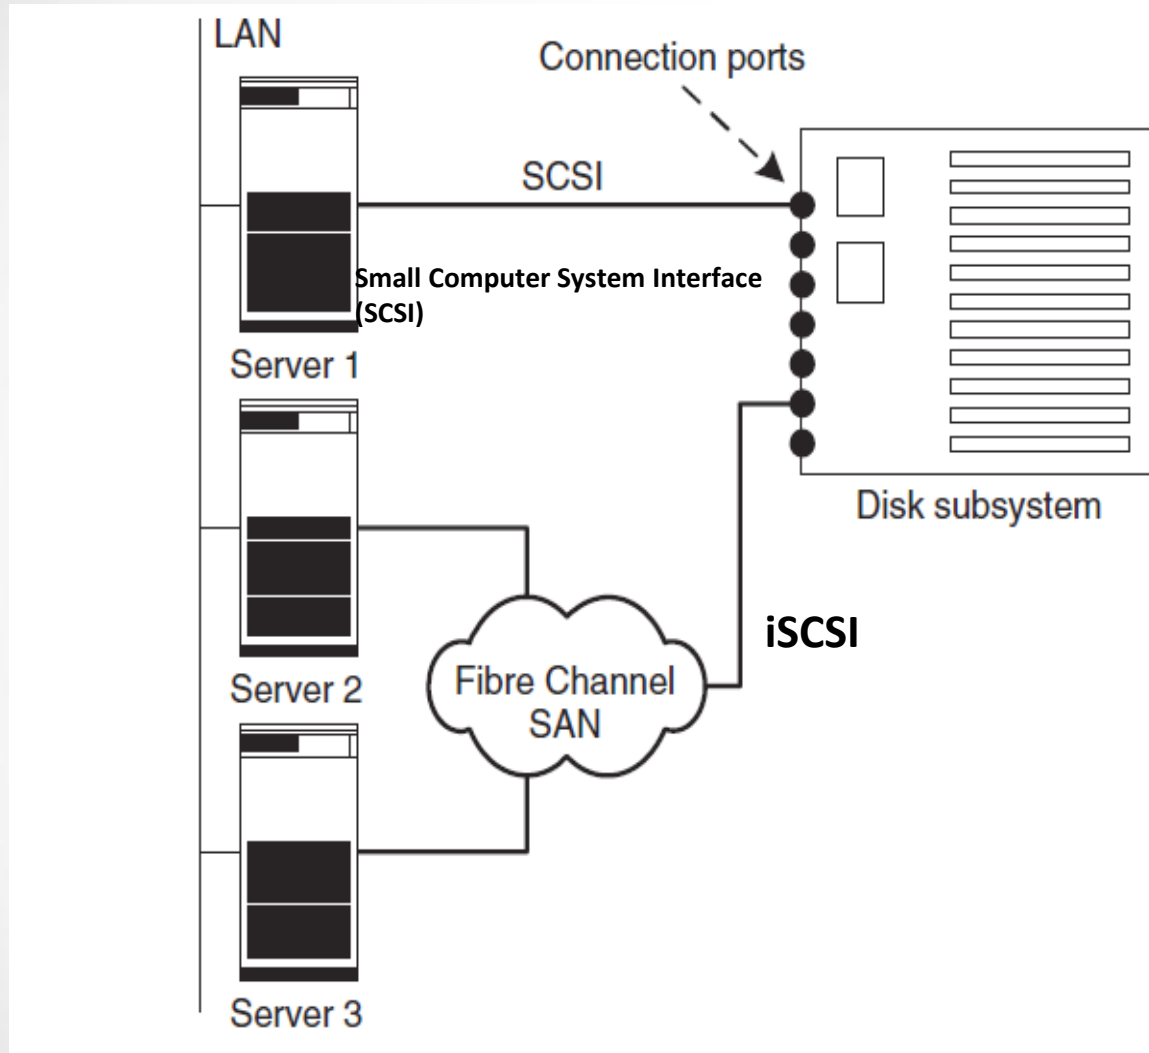 LAN
Connection ports
SCSI
Small Computer System Interface
(SCSI)
Server 1
Disk subsystem
iSCSI
Fibre Channel
SAN
Server 2
Server 3